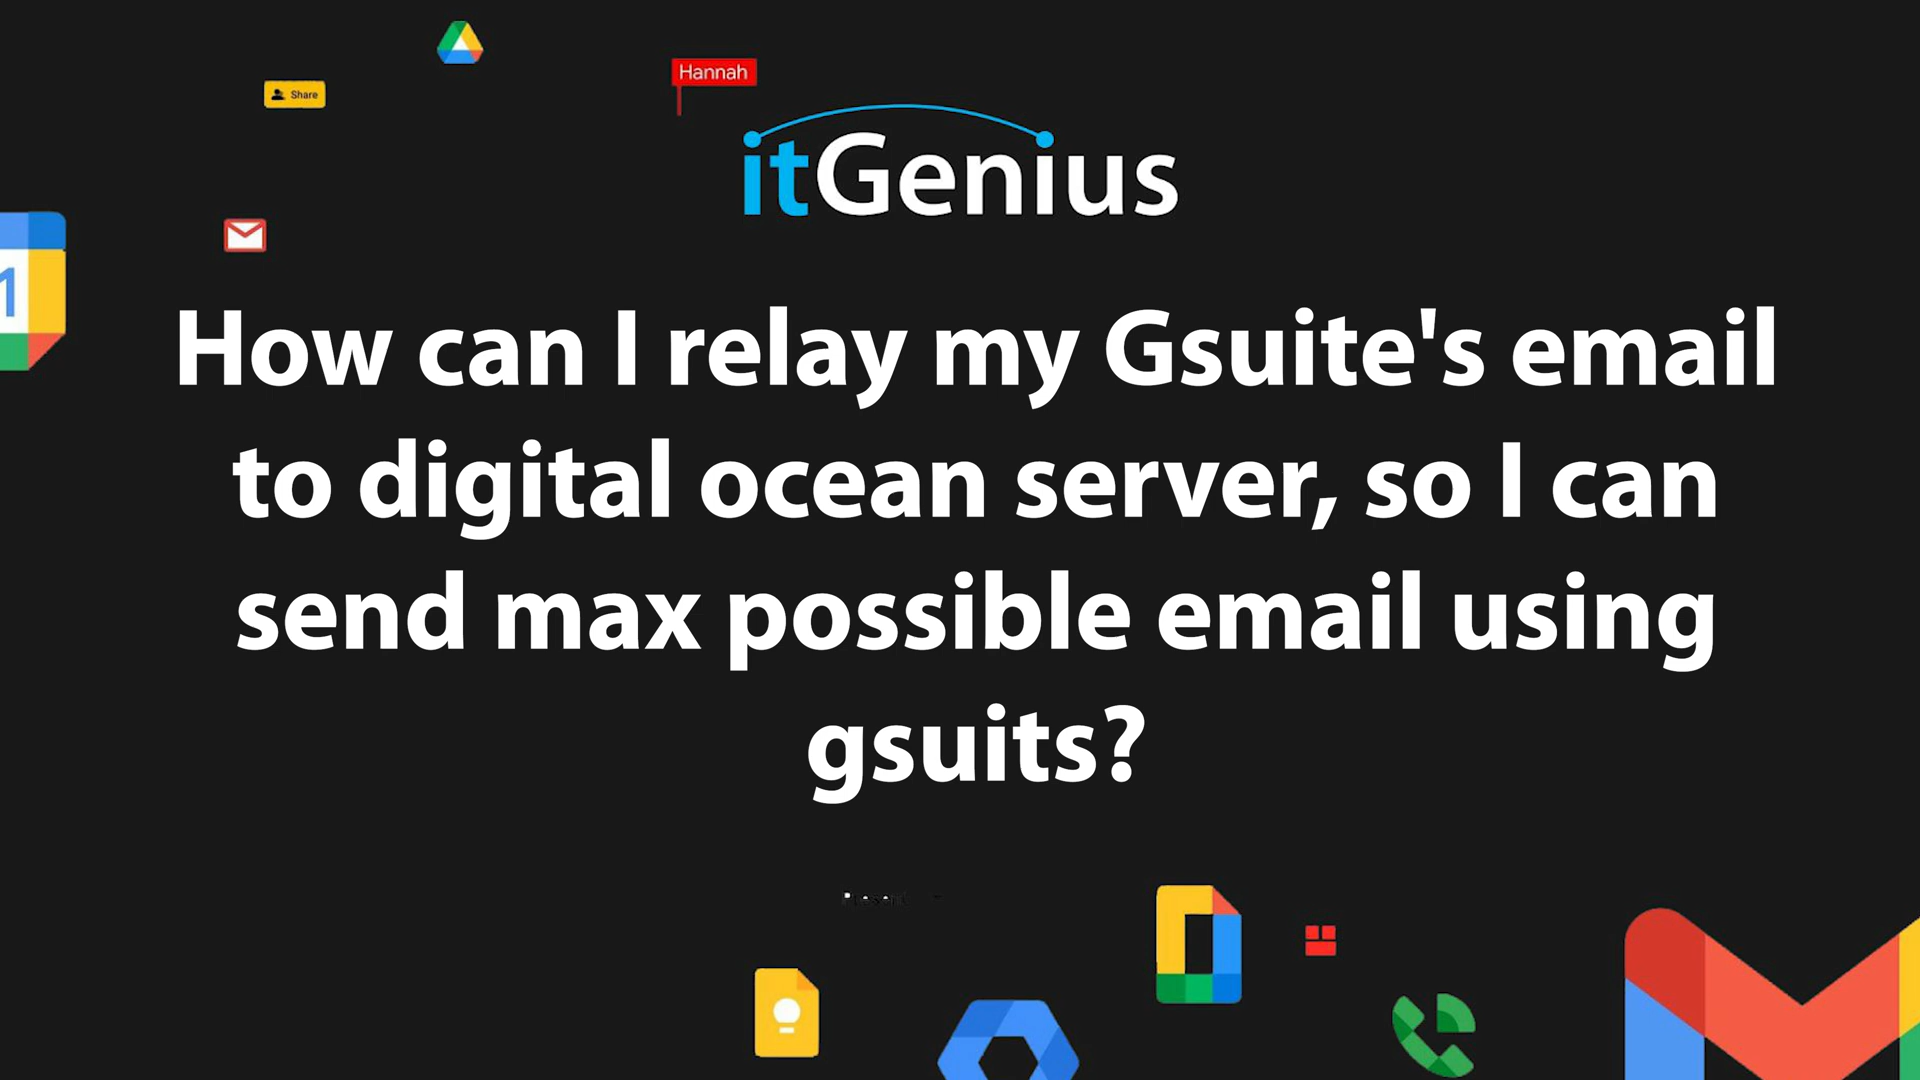 Hannah
Share
itGenius
1
How can I relay my Gsuite's email
to digital ocean server, so I can
send max possible email using
gsuits?